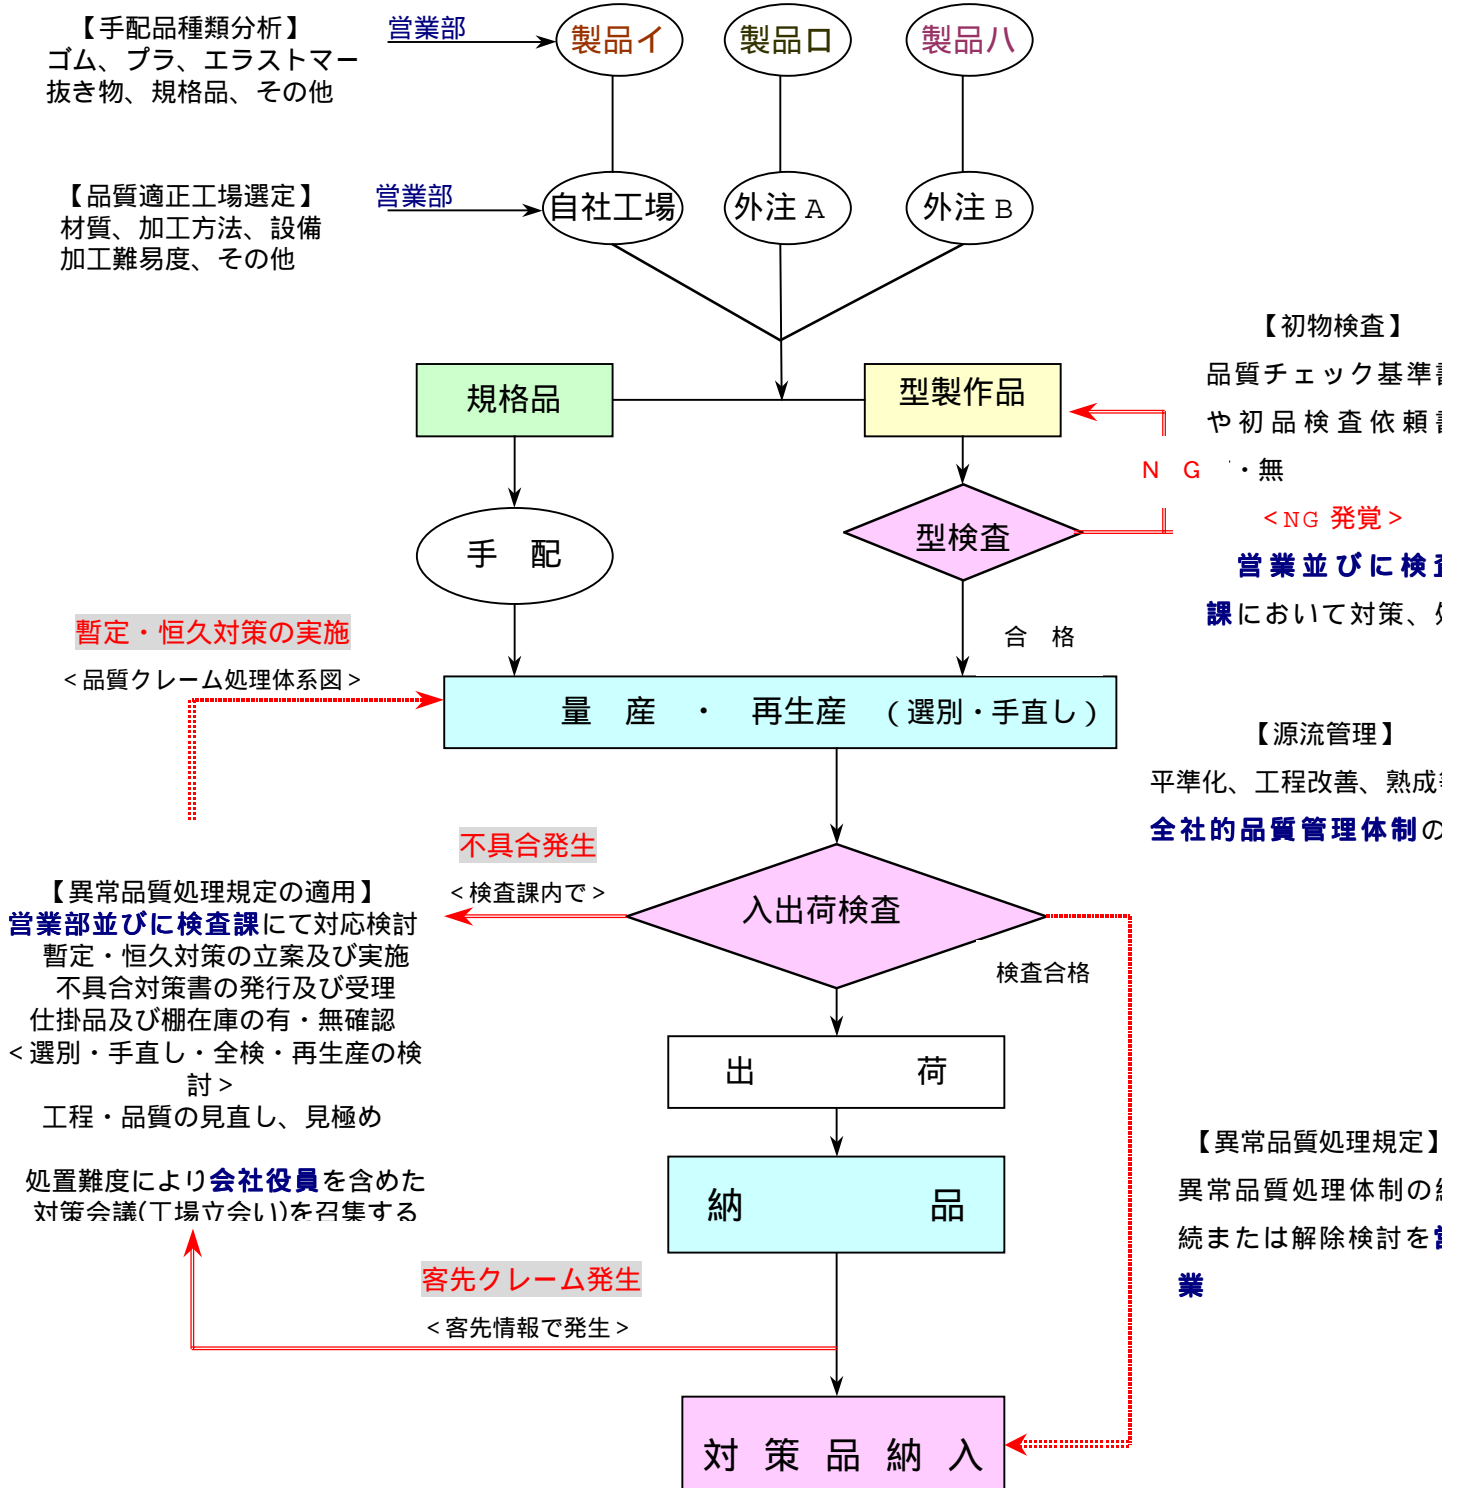 【手配品種類分析】
ゴム、プラ、エラストマー
抜き物、規格品、その他
営業部
製品イ
製品ロ
製品ハ
【品質適正工場選定】
材質、加工方法、設備
加工難易度、その他
営業部
自社工場
外注 A
外注 B
【初物検査】
品質チェック基準
や初品検査依頼
・無
<NG 発覚>
営業並びに検
課において対策、
規格品
型製作品
N G
手 配
型検査
合 格
暫定・恒久対策の実施
<品質クレーム処理体系図>
量 産 ・ 再生産 (選別・手直し)
【源流管理】
平準化、工程改善、熟成
全社的品質管理体制の
不具合発生
<検査課内で>
入出荷検査
検査合格
【異常品質処理規定の適用】
営業部並びに検査課にて対応検討
暫定・恒久対策の立案及び実施
不具合対策書の発行及び受理
仕掛品及び棚在庫の有・無確認
<選別・手直し・全検・再生産の検
討>
工程・品質の見直し、見極め
処置難度により会社役員を含めた
対策会議(工場立会い)を召集する
出 荷
納 品
【異常品質処理規定】
異常品質処理体制の
続または解除検討を
業
客先クレーム発生
<客先情報で発生>
対 策 品 納 入